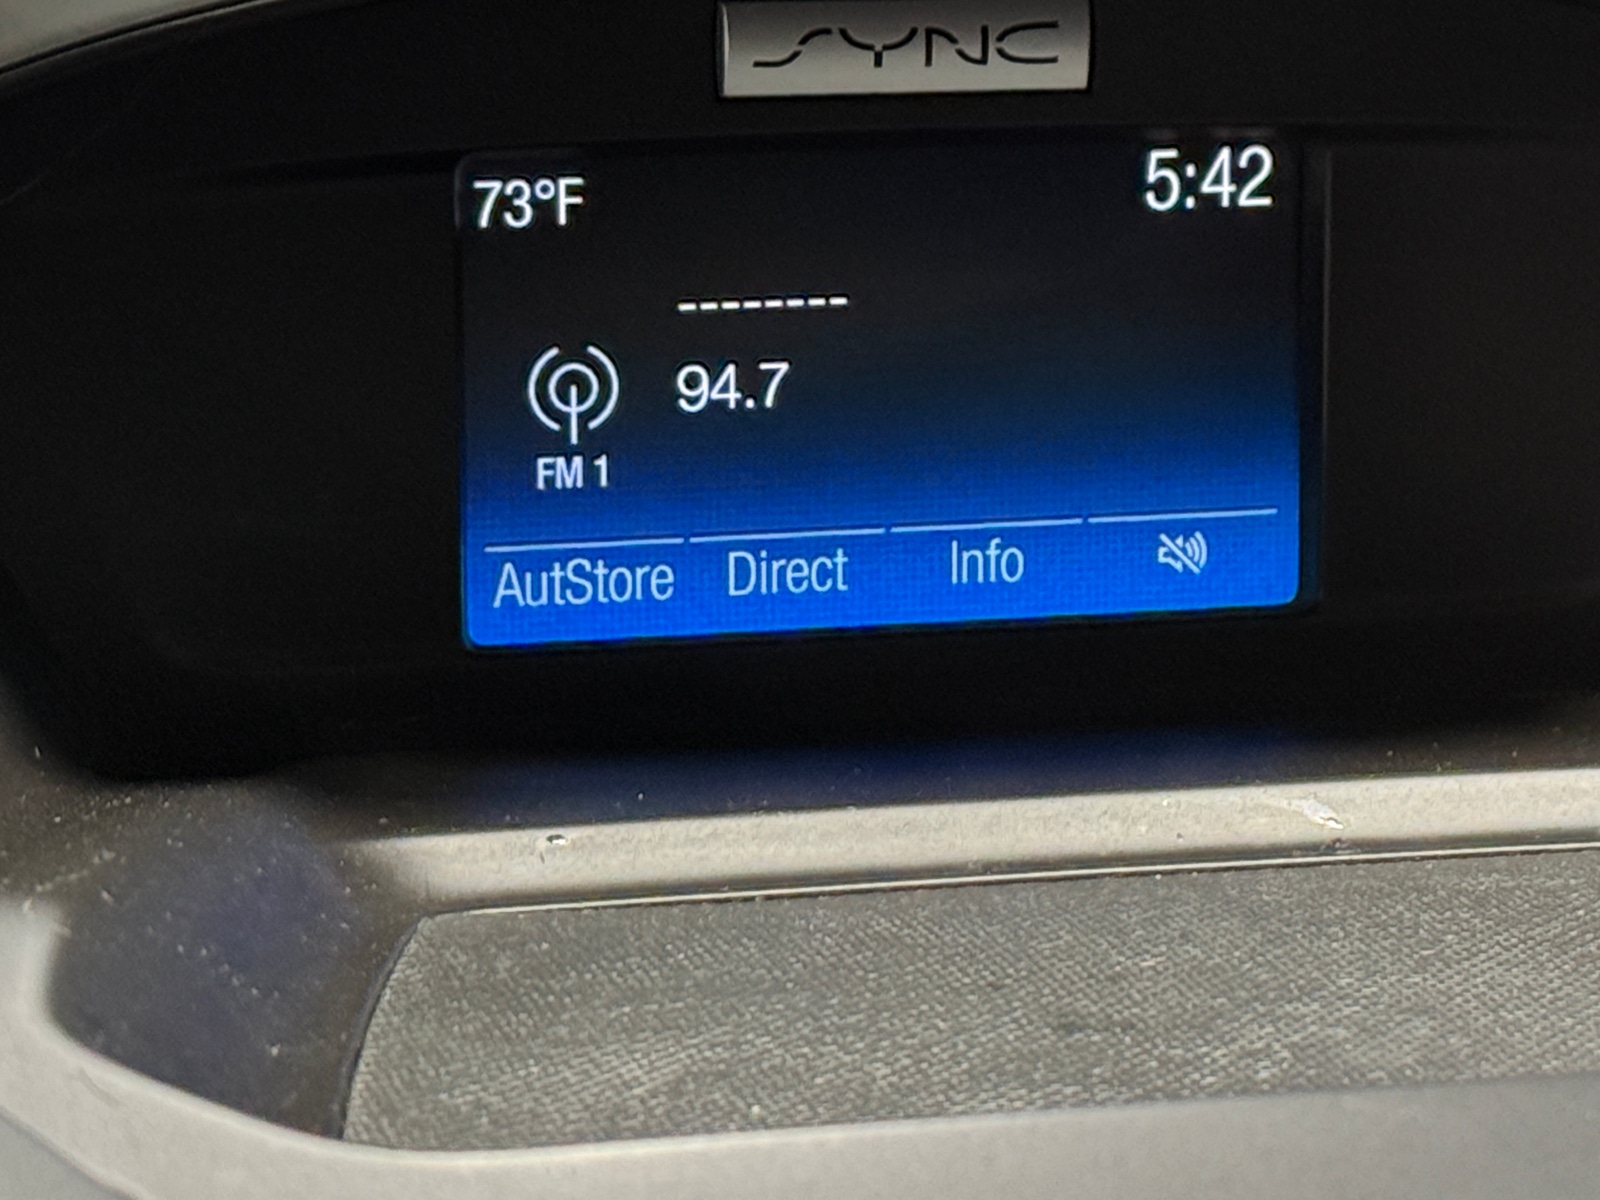 SYNC
73°F 5:42
--------
94.7
FM 1
AutStore Direct Info